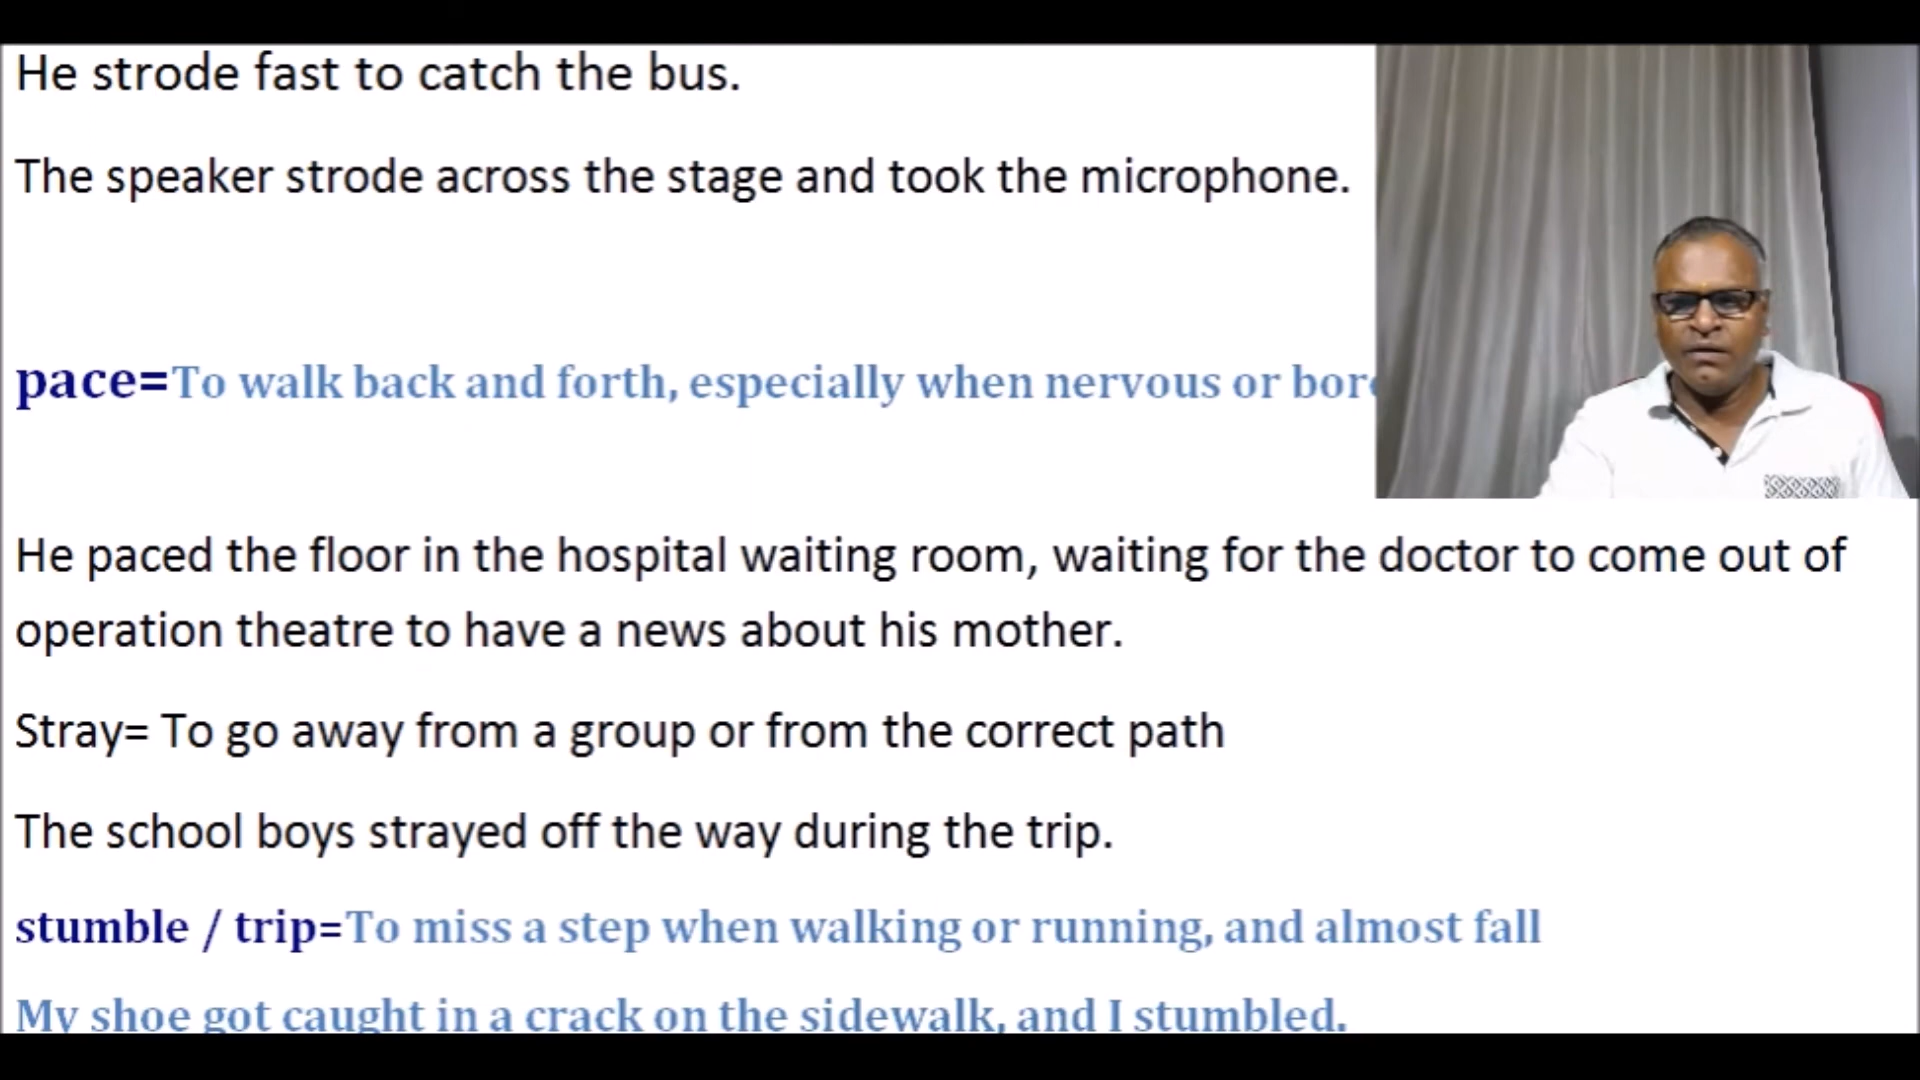 He strode fast to catch the bus.
The speaker strode across the stage and took the microphone.
pace=To walk back and forth, especially when nervous or
He paced the floor in the hospital waiting room, waiting for the doctor to come out of
operation theatre to have a news about his mother.
Stray= To go away from a group or from the correct path
The school boys strayed off the way during the trip.
stumble / trip=To miss a step when walking or running, and almost fall
My shoe got caught in a crack on the sidewalk, and I stumbled.